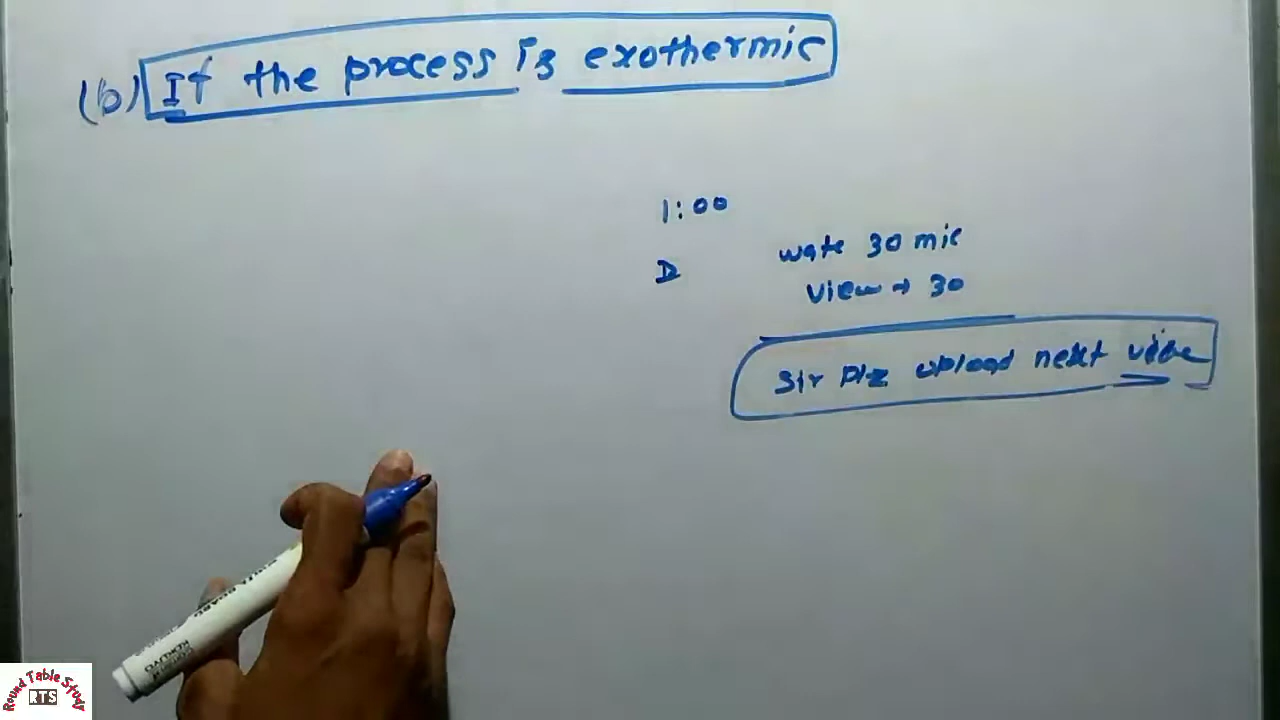 (b) If the process is exothermic
1:00
D
wate 30 mic
view → 30
Sir Plz upload next vide
Round Table Study
RTS
KOKUYO